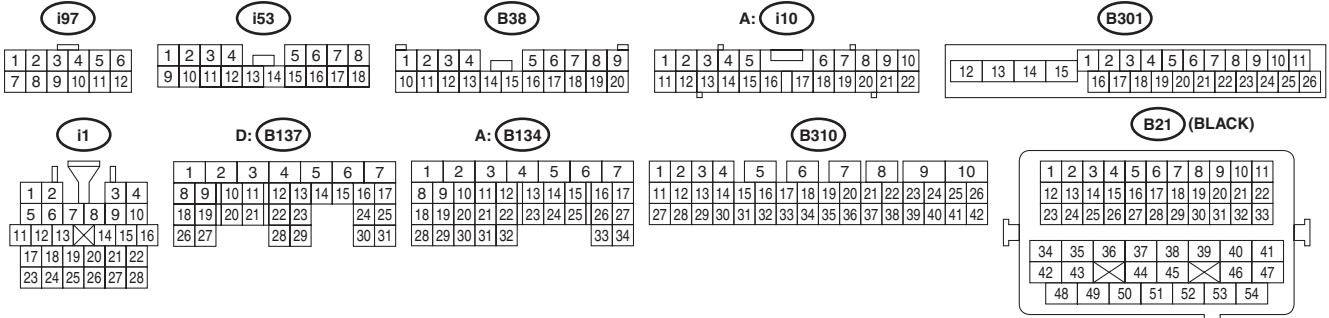 i97 i53 B38 A: i10 B301
1 2 3 4 5 6
7 8 9 10 11 12
1 2 3 4 5 6 7 8
9 10 11 12 13 14 15 16 17 18
1 2 3 4 5 6 7 8 9
10 11 12 13 14 15 16 17 18 19 20
1 2 3 4 5 6 7 8 9 10
11 12 13 14 15 16 17 18 19 20 21 22
1 2 3 4 5 6 7 8 9 10 11
12 13 14 15
16 17 18 19 20 21 22 23 24 25 26
i1 D: B137 A: B134 B310 B21 (BLACK)
1 2 3 4
5 6 7 8 9 10
11 12 13 14 15 16
17 18 19 20 21 22
23 24 25 26 27 28
1 2 3 4 5 6 7
8 9 10 11 12 13 14 15 16 17
18 19 20 21 22 23 24 25
26 27 28 29 30 31
1 2 3 4 5 6 7
8 9 10 11 12 13 14 15 16 17
18 19 20 21 22 23 24 25 26 27
28 29 30 31 32 33 34
1 2 3 4 5 6 7 8 9 10
11 12 13 14 15 16 17 18 19 20 21 22 23 24 25 26
27 28 29 30 31 32 33 34 35 36 37 38 39 40 41 42
1 2 3 4 5 6 7 8 9 10 11
12 13 14 15 16 17 18 19 20 21 22
23 24 25 26 27 28 29 30 31 32 33
34 35 36 37 38 39 40 41
42 43 44 45 46 47
48 49 50 51 52 53 54